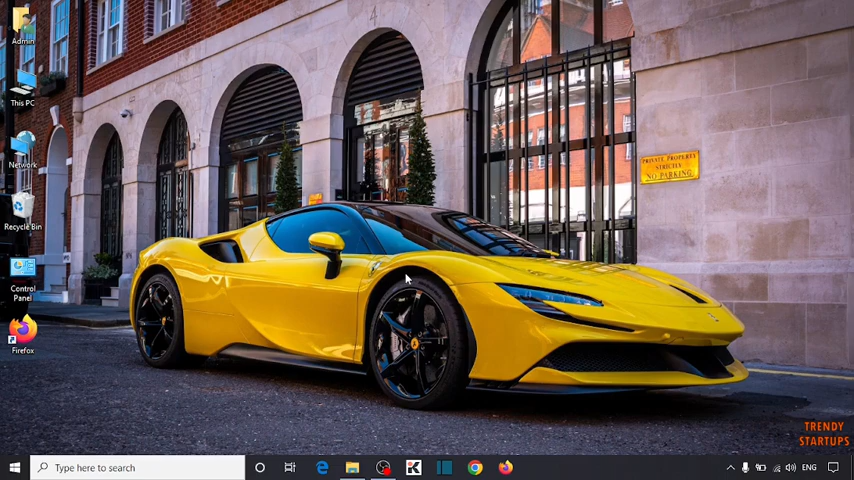 Admin
This PC
Network
Recycle Bin
Control
Panel
Firefox
4
PRIVATE PROPERTY
STRICTLY
NO PARKING
TRENDY
STARTUPS
Type here to search
ENG